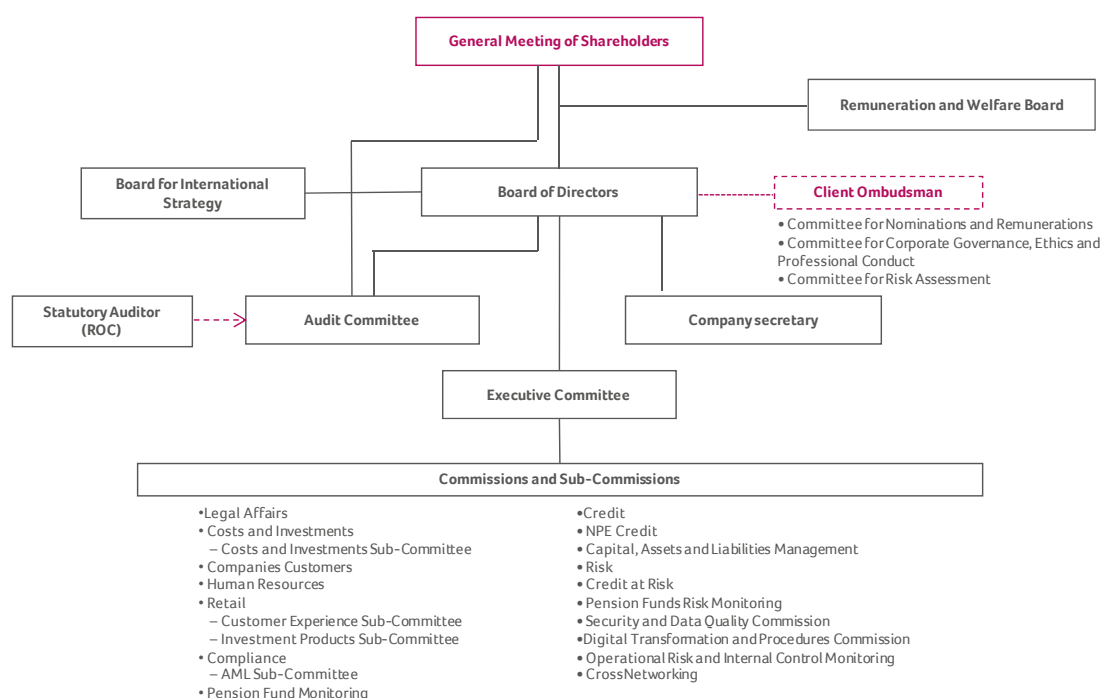 General Meeting of Shareholders
Remuneration and Welfare Board
Board for International
Strategy
Board of Directors
Client Ombudsman
• Committee for Nominations and Remunerations
• Committee for Corporate Governance, Ethics and
Professional Conduct
• Committee for Risk Assessment
Statutory Auditor
(ROC)
Audit Committee
Company secretary
Executive Committee
Commissions and Sub-Commissions
•Legal Affairs
• Costs and Investments
– Costs and Investments Sub-Committee
• Companies Customers
• Human Resources
• Retail
– Customer Experience Sub-Committee
– Investment Products Sub-Committee
• Compliance
– AML Sub-Committee
• Pension Fund Monitoring
•Credit
• NPE Credit
• Capital, Assets and Liabilities Management
• Risk
• Credit at Risk
• Pension Funds Risk Monitoring
• Security and Data Quality Commission
•Digital Transformation and Procedures Commission
• Operational Risk and Internal Control Monitoring
• CrossNetworking